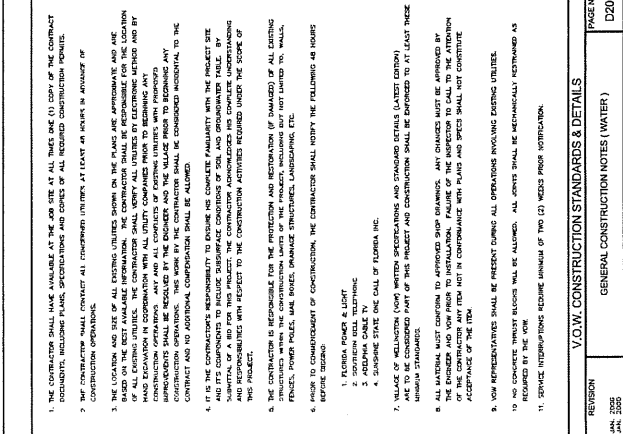 1. THE CONTRACTOR SHALL HAVE AVAILABLE AT THE JOB SITE AT ALL TIMES ONE (1) COPY OF THE CONTRACT
DOCUMENTS, INCLUDING PLANS, SPECIFICATIONS AND COPIES OF ALL REQUIRED CONSTRUCTION PERMITS.
2. THE CONTRACTOR SHALL CONTACT ALL CONCERNED UTILITIES AT LEAST 48 HOURS IN ADVANCE OF
CONSTRUCTION OPERATIONS.
3. THE LOCATION AND SIZE OF ALL EXISTING UTILITIES SHOWN ON THE PLANS ARE APPROXIMATE AND ARE
BASED ON THE BEST AVAILABLE INFORMATION. THE CONTRACTOR SHALL BE RESPONSIBLE FOR THE LOCATION
OF ALL EXISTING UTILITIES. THE CONTRACTOR SHALL VERIFY ALL UTILITIES BY ELECTRONIC METHOD AND BY
HAND EXCAVATION IN COORDINATION WITH ALL UTILITY COMPANIES PRIOR TO BEGINNING ANY
CONSTRUCTION OPERATIONS. ANY AND ALL CONFLICTS OF EXISTING UTILITIES WITH PROPOSED
IMPROVEMENTS SHALL BE RESOLVED BY THE ENGINEER AND THE VILLAGE PRIOR TO BEGINNING ANY
CONSTRUCTION OPERATIONS. THIS WORK BY THE CONTRACTOR SHALL BE CONSIDERED INCIDENTAL TO THE
CONTRACT AND NO ADDITIONAL COMPENSATION SHALL BE ALLOWED.
4. IT IS THE CONTRACTOR'S RESPONSIBILITY TO ENSURE HIS COMPLETE FAMILIARITY WITH THE PROJECT SITE
AND IT'S COMPONENTS TO INCLUDE SUBSURFACE CONDITIONS OF SOIL AND GROUNDWATER TABLE. BY
SUBMITTAL OF A BID FOR THIS PROJECT, THE CONTRACTOR ACKNOWLEDGES HIS COMPLETE UNDERSTANDING
AND RESPONSIBILITIES WITH RESPECT TO THE CONSTRUCTION ACTIVITIES REQUIRED UNDER THE SCOPE OF
THIS PROJECT.
5. THE CONTRACTOR IS RESPONSIBLE FOR THE PROTECTION AND RESTORATION (IF DAMAGED) OF ALL EXISTING
STRUCTURES WITHIN THE CONSTRUCTION LIMITS OF THE PROJECT, INCLUDING BUT NOT LIMITED TO, WALLS,
FENCES, POWER POLES, MAIL BOXES, DRAINAGE STRUCTURES, LANDSCAPING, ETC.
6. PRIOR TO COMMENCEMENT OF CONSTRUCTION, THE CONTRACTOR SHALL NOTIFY THE FOLLOWING 48 HOURS
BEFORE DIGGING:
1. FLORIDA POWER & LIGHT
2. SOUTHERN BELL TELEPHONE
3. ADELPHIA CABLE TV
4. SUNSHINE STATE ONE CALL OF FLORIDA INC.
7. VILLAGE OF WELLINGTON (VOW) WRITTEN SPECIFICATIONS AND STANDARD DETAILS (LATEST EDITION)
ARE TO BE CONSIDERED PART OF THIS PROJECT AND CONSTRUCTION SHALL BE ENFORCED TO AT LEAST THESE
MINIMUM STANDARDS.
8. ALL MATERIAL MUST CONFORM TO APPROVED SHOP DRAWINGS. ANY CHANGES MUST BE APPROVED BY
THE ENGINEER AND VOW PRIOR TO INSTALLATION. FAILURE OF THE INSPECTOR TO CALL TO THE ATTENTION
OF THE CONTRACTOR ANY ITEM NOT IN CONFORMANCE WITH PLANS AND SPECS SHALL NOT CONSTITUTE
ACCEPTANCE OF THE ITEM.
9. VOW REPRESENTATIVES SHALL BE PRESENT DURING ALL OPERATIONS INVOLVING EXISTING UTILITIES.
10. NO CONCRETE THRUST BLOCKS WILL BE ALLOWED. ALL JOINTS SHALL BE MECHANICALLY RESTRAINED AS
REQUIRED BY THE VOW.
11. SERVICE INTERRUPTIONS REQUIRE MINIMUM OF TWO (2) WEEKS PRIOR NOTIFICATION.
REVISION
JAN. 2006
JAN. 2000
V.O.W. CONSTRUCTION STANDARDS & DETAILS
GENERAL CONSTRUCTION NOTES ( WATER )
PAGE N
D20